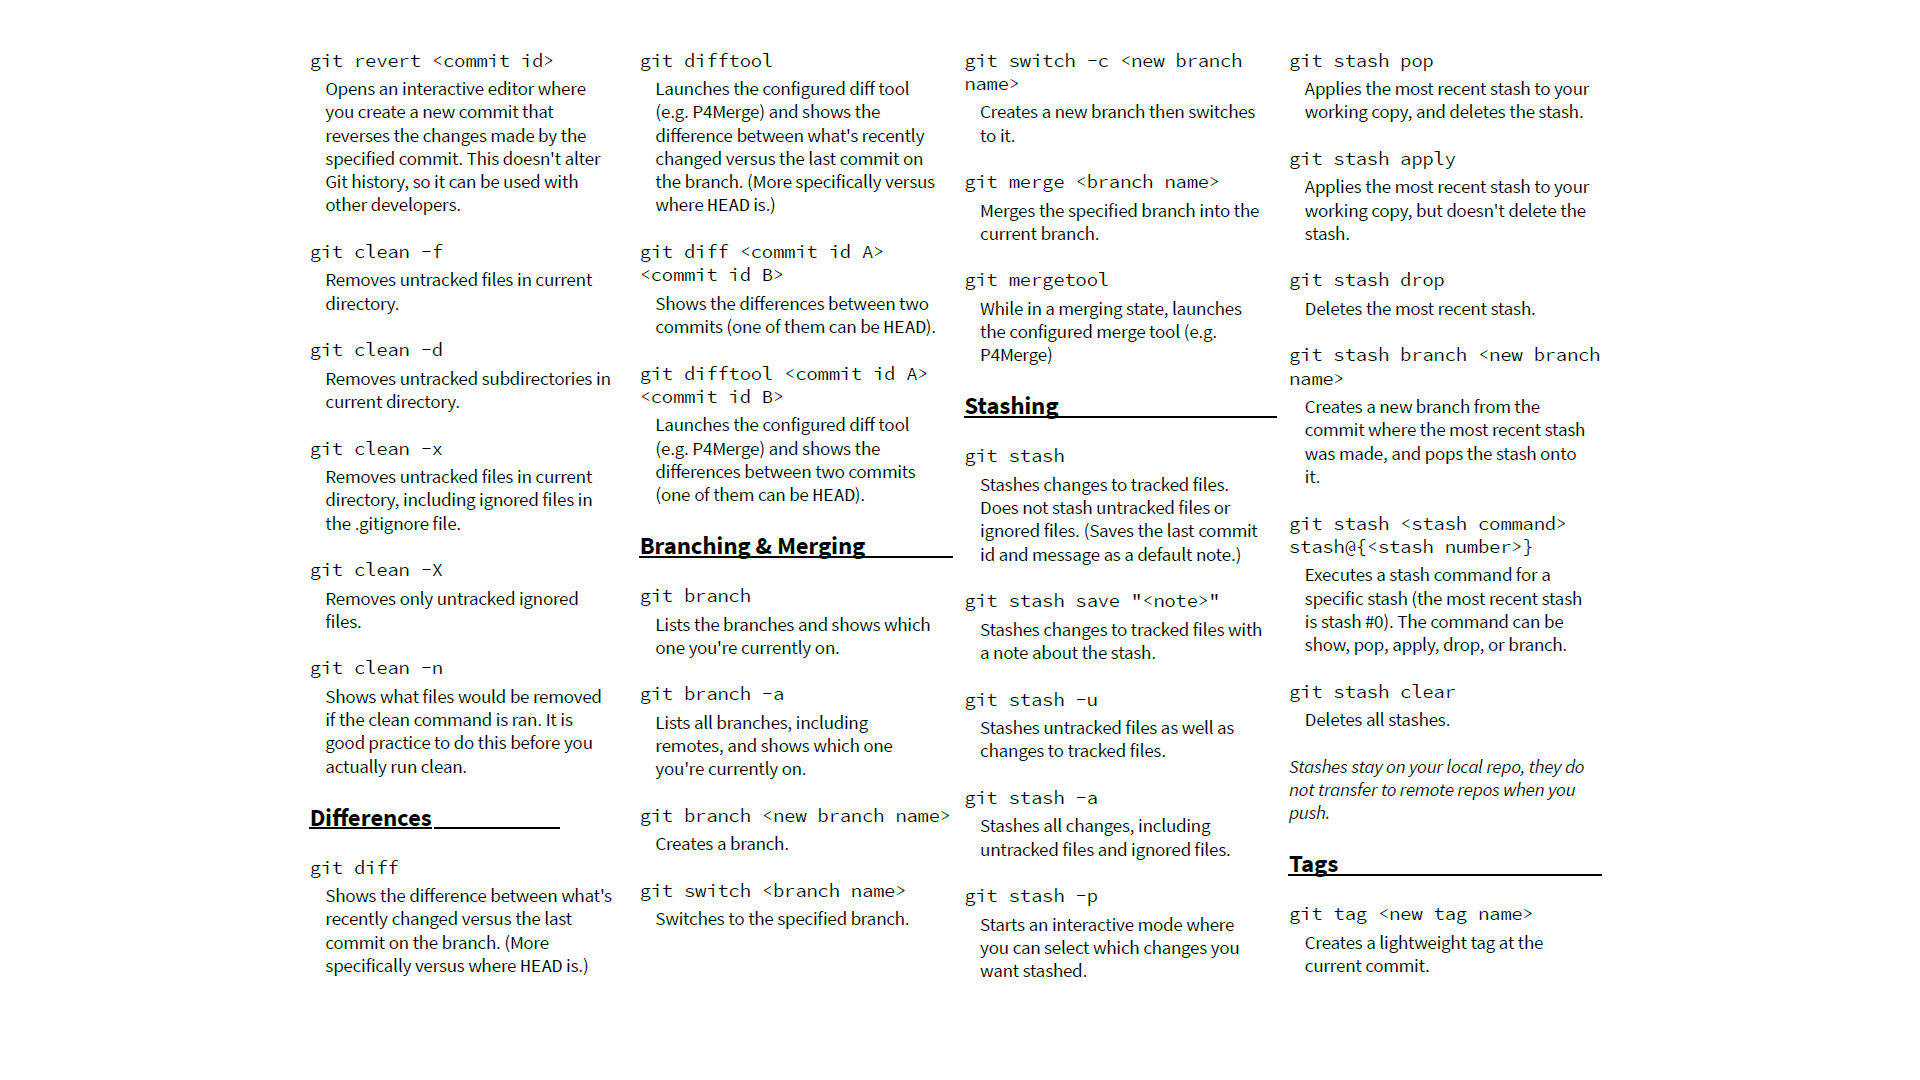 git revert <commit id>
Opens an interactive editor where
you create a new commit that
reverses the changes made by the
specified commit. This doesn't alter
Git history, so it can be used with
other developers.
git clean -f
Removes untracked files in current
directory.
git clean -d
Removes untracked subdirectories in
current directory.
git clean -x
Removes untracked files in current
directory, including ignored files in
the .gitignore file.
git clean -X
Removes only untracked ignored
files.
git clean -n
Shows what files would be removed
if the clean command is ran. It is
good practice to do this before you
actually run clean.
Differences
git diff
Shows the difference between what's
recently changed versus the last
commit on the branch. (More
specifically versus where HEAD is.)
git difftool
Launches the configured diff tool
(e.g. P4Merge) and shows the
difference between what's recently
changed versus the last commit on
the branch. (More specifically versus
where HEAD is.)
git diff <commit id A>
<commit id B>
Shows the differences between two
commits (one of them can be HEAD).
git difftool <commit id A>
<commit id B>
Launches the configured diff tool
(e.g. P4Merge) and shows the
differences between two commits
(one of them can be HEAD).
Branching & Merging
git branch
Lists the branches and shows which
one you're currently on.
git branch -a
Lists all branches, including
remotes, and shows which one
you're currently on.
git branch <new branch name>
Creates a branch.
git switch <branch name>
Switches to the specified branch.
git switch -c <new branch
name>
Creates a new branch then switches
to it.
git merge <branch name>
Merges the specified branch into the
current branch.
git mergetool
While in a merging state, launches
the configured merge tool (e.g.
P4Merge)
Stashing
git stash
Stashes changes to tracked files.
Does not stash untracked files or
ignored files. (Saves the last commit
id and message as a default note.)
git stash save "<note>"
Stashes changes to tracked files with
a note about the stash.
git stash -u
Stashes untracked files as well as
changes to tracked files.
git stash -a
Stashes all changes, including
untracked files and ignored files.
git stash -p
Starts an interactive mode where
you can select which changes you
want stashed.
git stash pop
Applies the most recent stash to your
working copy, and deletes the stash.
git stash apply
Applies the most recent stash to your
working copy, but doesn't delete the
stash.
git stash drop
Deletes the most recent stash.
git stash branch <new branch
name>
Creates a new branch from the
commit where the most recent stash
was made, and pops the stash onto
it.
git stash <stash command>
stash@{<stash number>}
Executes a stash command for a
specific stash (the most recent stash
is stash #0). The command can be
show, pop, apply, drop, or branch.
git stash clear
Deletes all stashes.
Stashes stay on your local repo, they do
not transfer to remote repos when you
push.
Tags
git tag <new tag name>
Creates a lightweight tag at the
current commit.